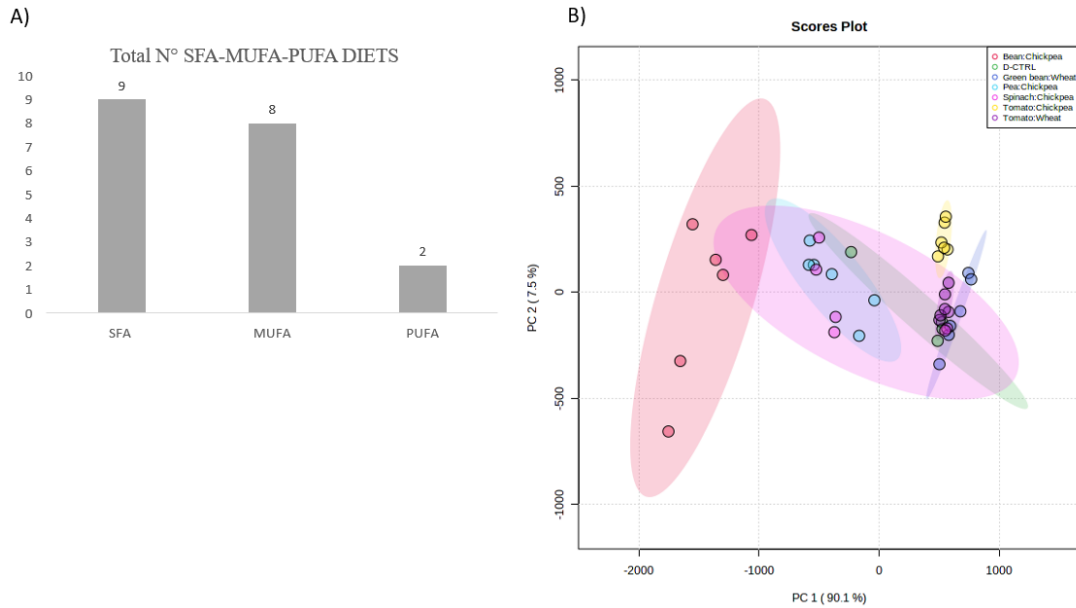 A)
Total N° SFA-MUFA-PUFA DIETS
10
9
8
7
6
5
4
3
2
1
0
9
8
2
SFA
MUFA
PUFA
B)
Scores Plot
Bean:Chickpea
D-CTRL
Green bean:Wheat
Pea:Chickpea
Spinach:Chickpea
Tomato:Chickpea
Tomato:Wheat
PC 2 ( 7.5 %)
1000
500
0
-500
-1000
-2000
-1000
0
1000
PC 1 ( 90.1 %)